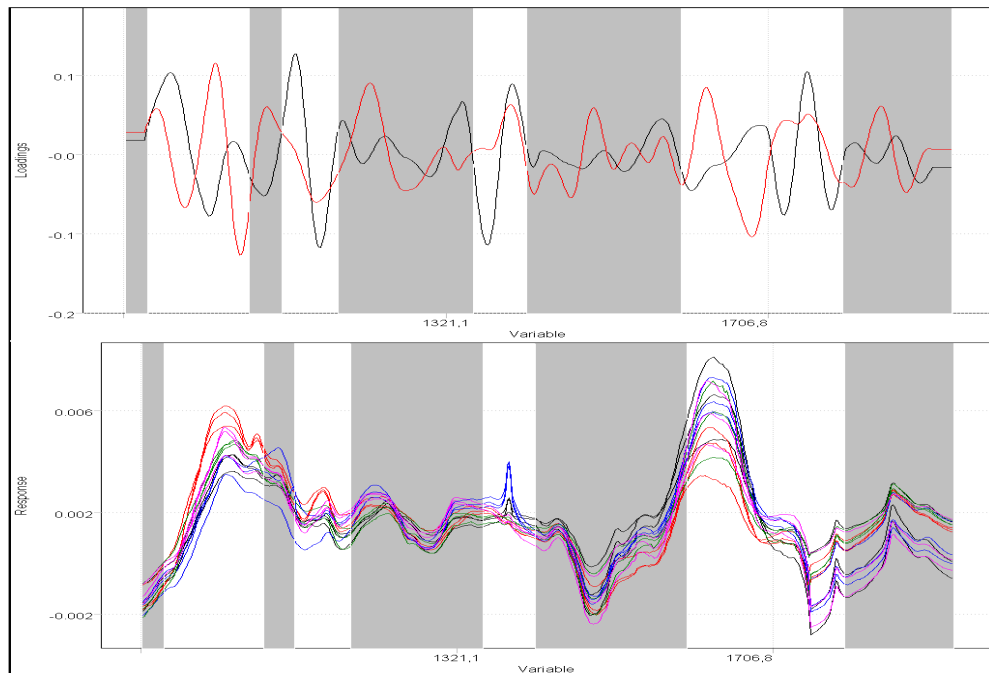 0.1
Loadings
-0.0
-0.1
-0.2
1321,1
1706,8
Variable
0.006
Response
0.002
-0.002
1321,1
1706,8
Variable